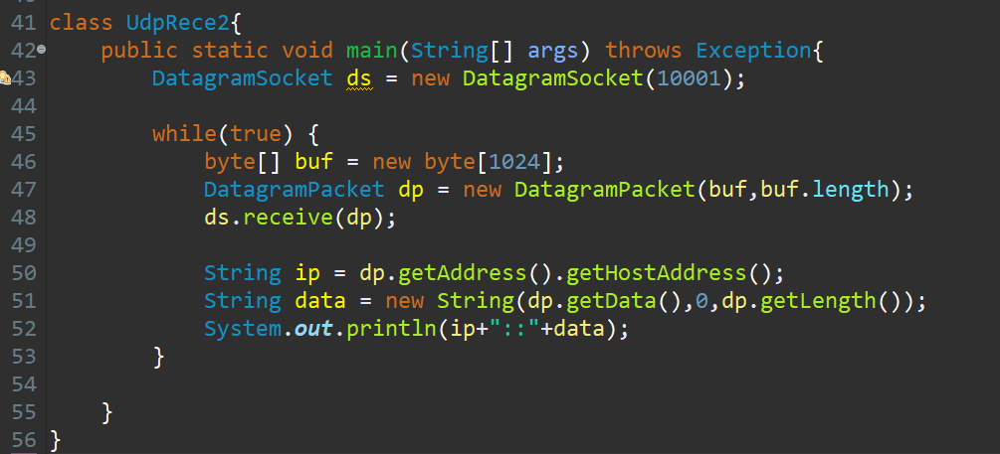 41 class UdpRece2{
42 public static void main(String[] args) throws Exception{
43 DatagramSocket ds = new DatagramSocket(10001);
44
45 while(true) {
46 byte[] buf = new byte[1024];
47 DatagramPacket dp = new DatagramPacket(buf,buf.length);
48 ds.receive(dp);
49
50 String ip = dp.getAddress().getHostAddress();
51 String data = new String(dp.getData(),0,dp.getLength());
52 System.out.println(ip+"::"+data);
53 }
54
55 }
56 }